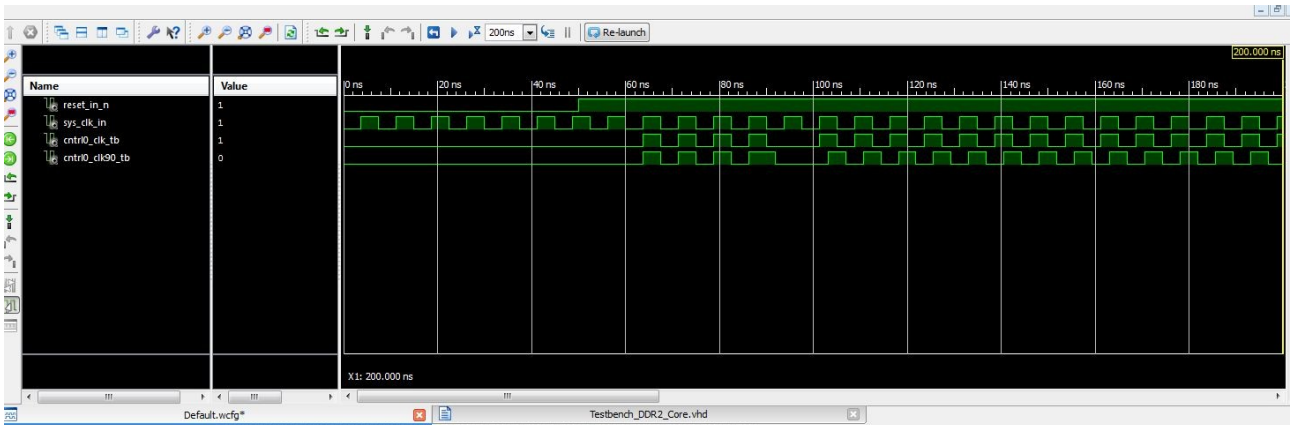 200ns
Re-launch
200.000 ns
Name
Value
0 ns
20 ns
40 ns
60 ns
80 ns
100 ns
120 ns
140 ns
160 ns
180 ns
reset_in_n
1
sys_clk_in
1
cntrl0_clk_tb
1
cntrl0_clk90_tb
0
X1: 200.000 ns
Default.wcfg*
Testbench_DDR2_Core.vhd